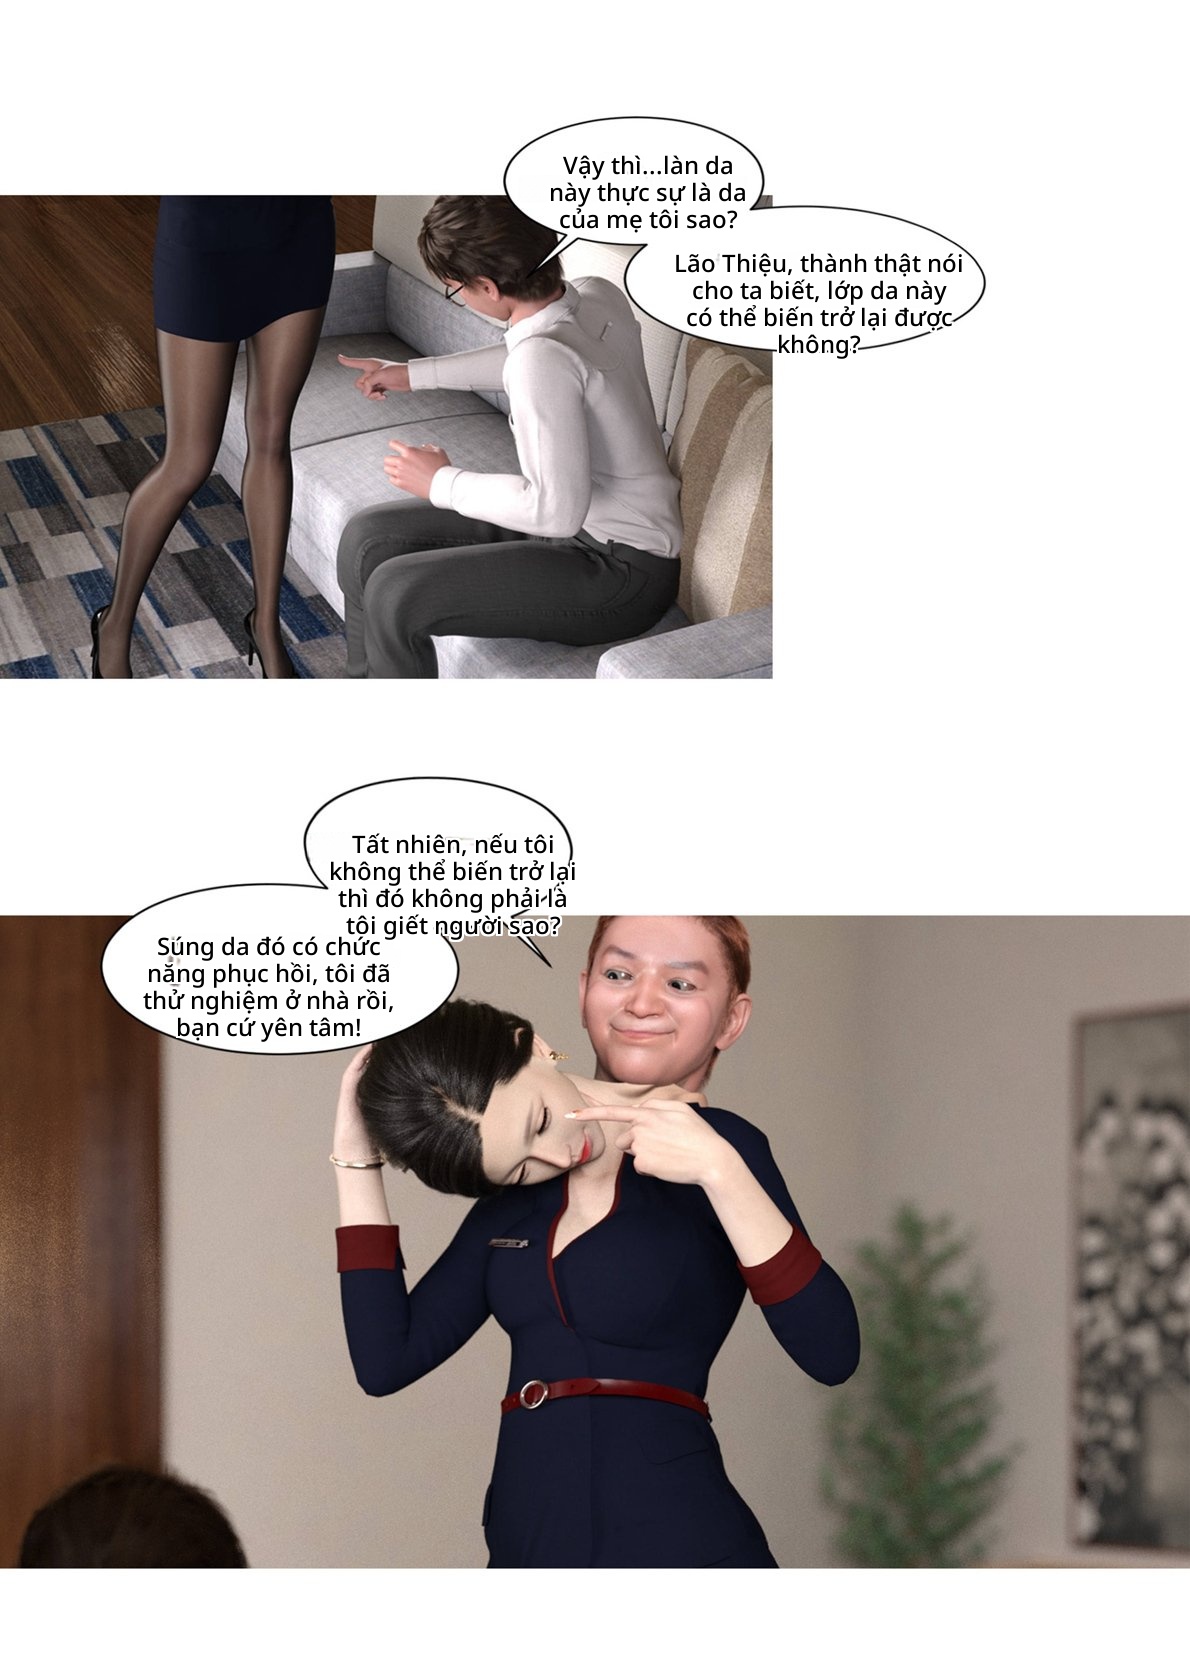 Vậy thì...làn da
này thực sự là da
của mẹ tôi sao?
Lão Thiệu, thành thật nói
cho ta biết, lớp da này
có thể biến trở lại được
không?
Tất nhiên, nếu tôi
không thể biến trở lại
thì đó không phải là
tôi giết người sao?
Súng da đó có chức
năng phục hồi, tôi đã
thử nghiệm ở nhà rồi,
bạn cứ yên tâm!